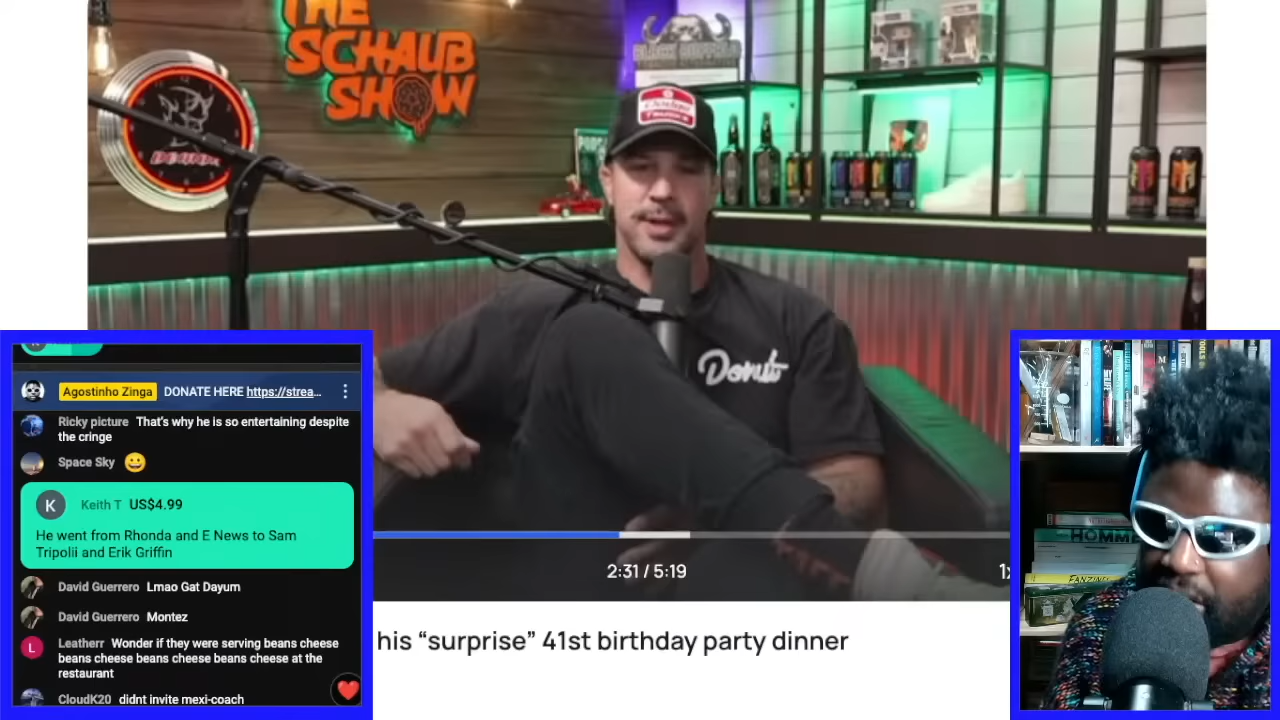 THE
SCHAUB
SHOW
Donut
Agostinho Zinga DONATE HERE https://strea...
Ricky picture That's why he is so entertaining despite
the cringe
Space Sky
K Keith T US$4.99
He went from Rhonda and E News to Sam
Tripolii and Erik Griffin
David Guerrero Lmao Gat Dayum
David Guerrero Montez
L Leatherr Wonder if they were serving beans cheese
beans cheese beans cheese beans cheese at the
restaurant
CloudK20 didnt invite mexi-coach
2:31 / 5:19
his “surprise” 41st birthday party dinner
HOMME
FANZINES